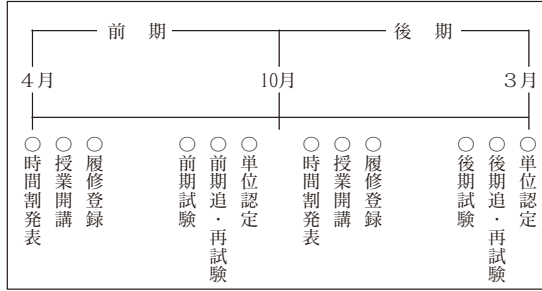 前 期
後 期
4月
10月
3月
○時間割発表
○授業開講
○履修登録
○前期試験
○前期追・再試験
○単位認定
○時間割発表
○授業開講
○履修登録
○後期試験
○後期追・再試験
○単位認定